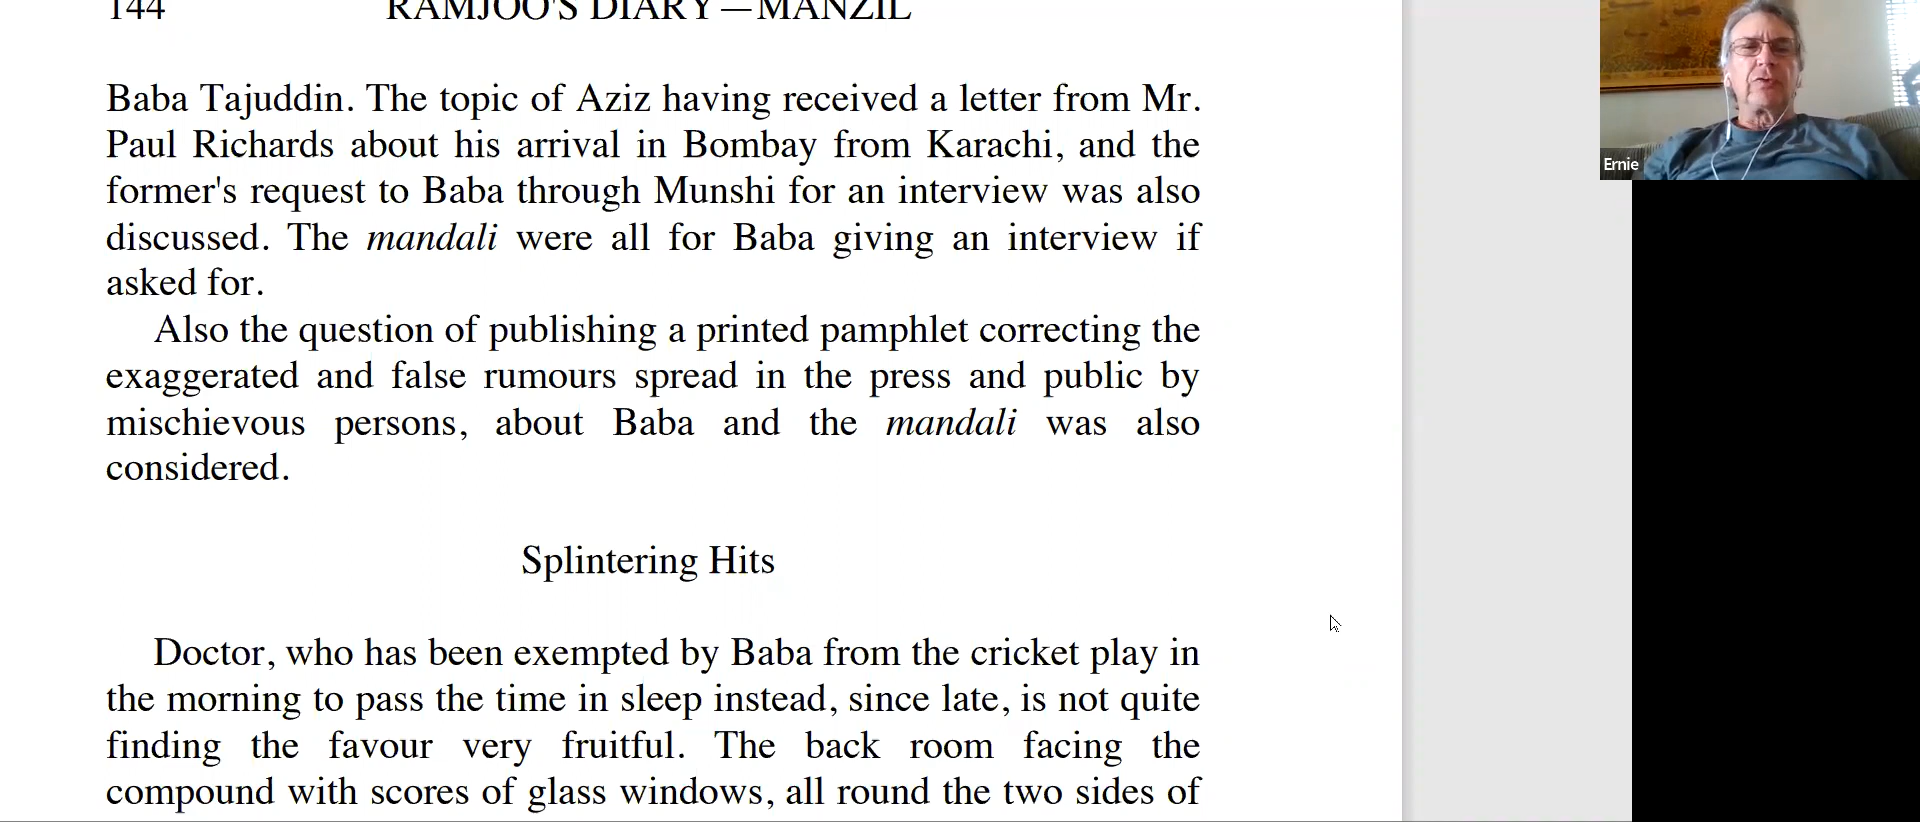 144 RAMJOO'S DIARY—MANZIL
Baba Tajuddin. The topic of Aziz having received a letter from Mr.
Paul Richards about his arrival in Bombay from Karachi, and the
former's request to Baba through Munshi for an interview was also
discussed. The mandali were all for Baba giving an interview if
asked for.
Also the question of publishing a printed pamphlet correcting the
exaggerated and false rumours spread in the press and public by
mischievous persons, about Baba and the mandali was also
considered.
Splintering Hits
Doctor, who has been exempted by Baba from the cricket play in
the morning to pass the time in sleep instead, since late, is not quite
finding the favour very fruitful. The back room facing the
compound with scores of glass windows, all round the two sides of
Ernie